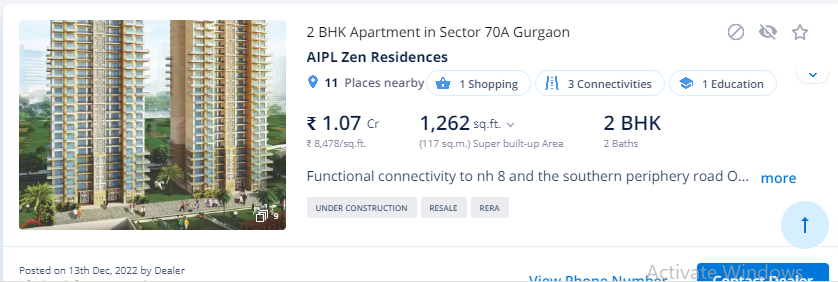 2 BHK Apartment in Sector 70A Gurgaon
AIPL Zen Residences
11 Places nearby 1 Shopping 3 Connectivities 1 Education
₹ 1.07 Cr 1,262 sq.ft. 2 BHK
₹ 8,478/sq.ft. (117 sq.m.) Super built-up Area 2 Baths
Functional connectivity to nh 8 and the southern periphery road O... more
UNDER CONSTRUCTION RESALE RERA
9
Posted on 13th Dec, 2022 by Dealer
View Phone Number Contact Dealer
Activate Windows